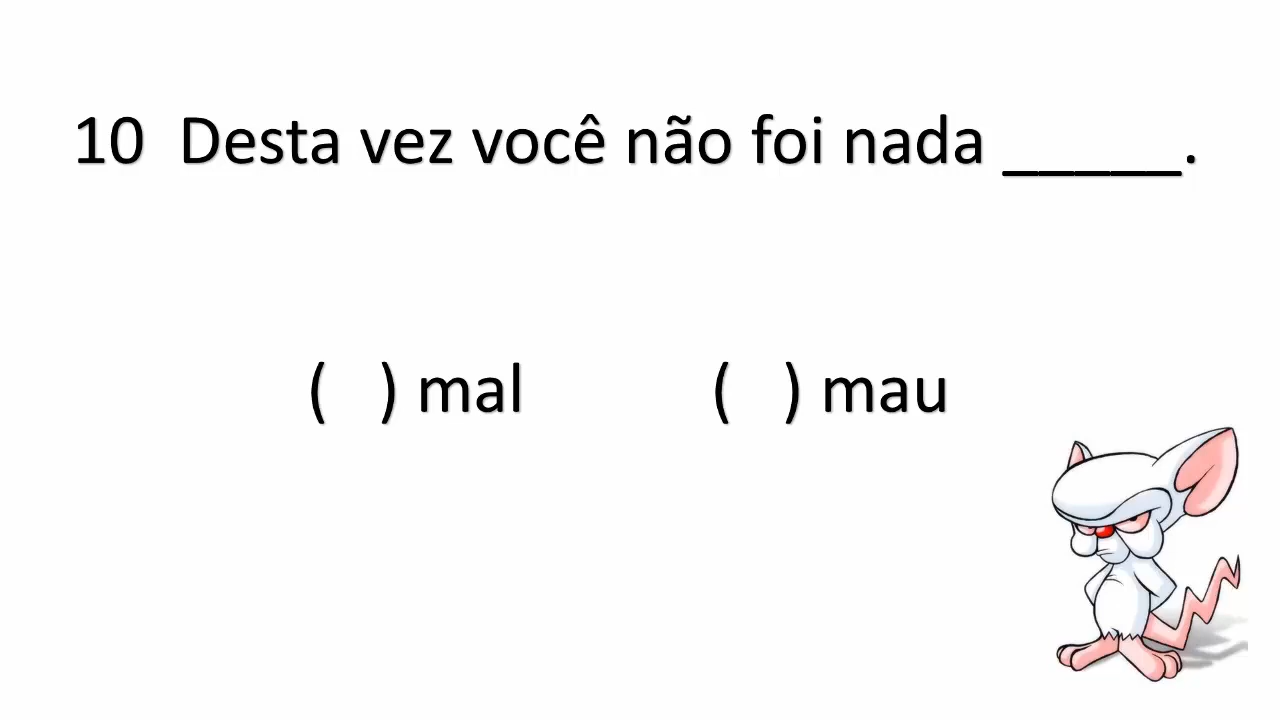 10 Desta vez você não foi nada _____.
( ) mal ( ) mau